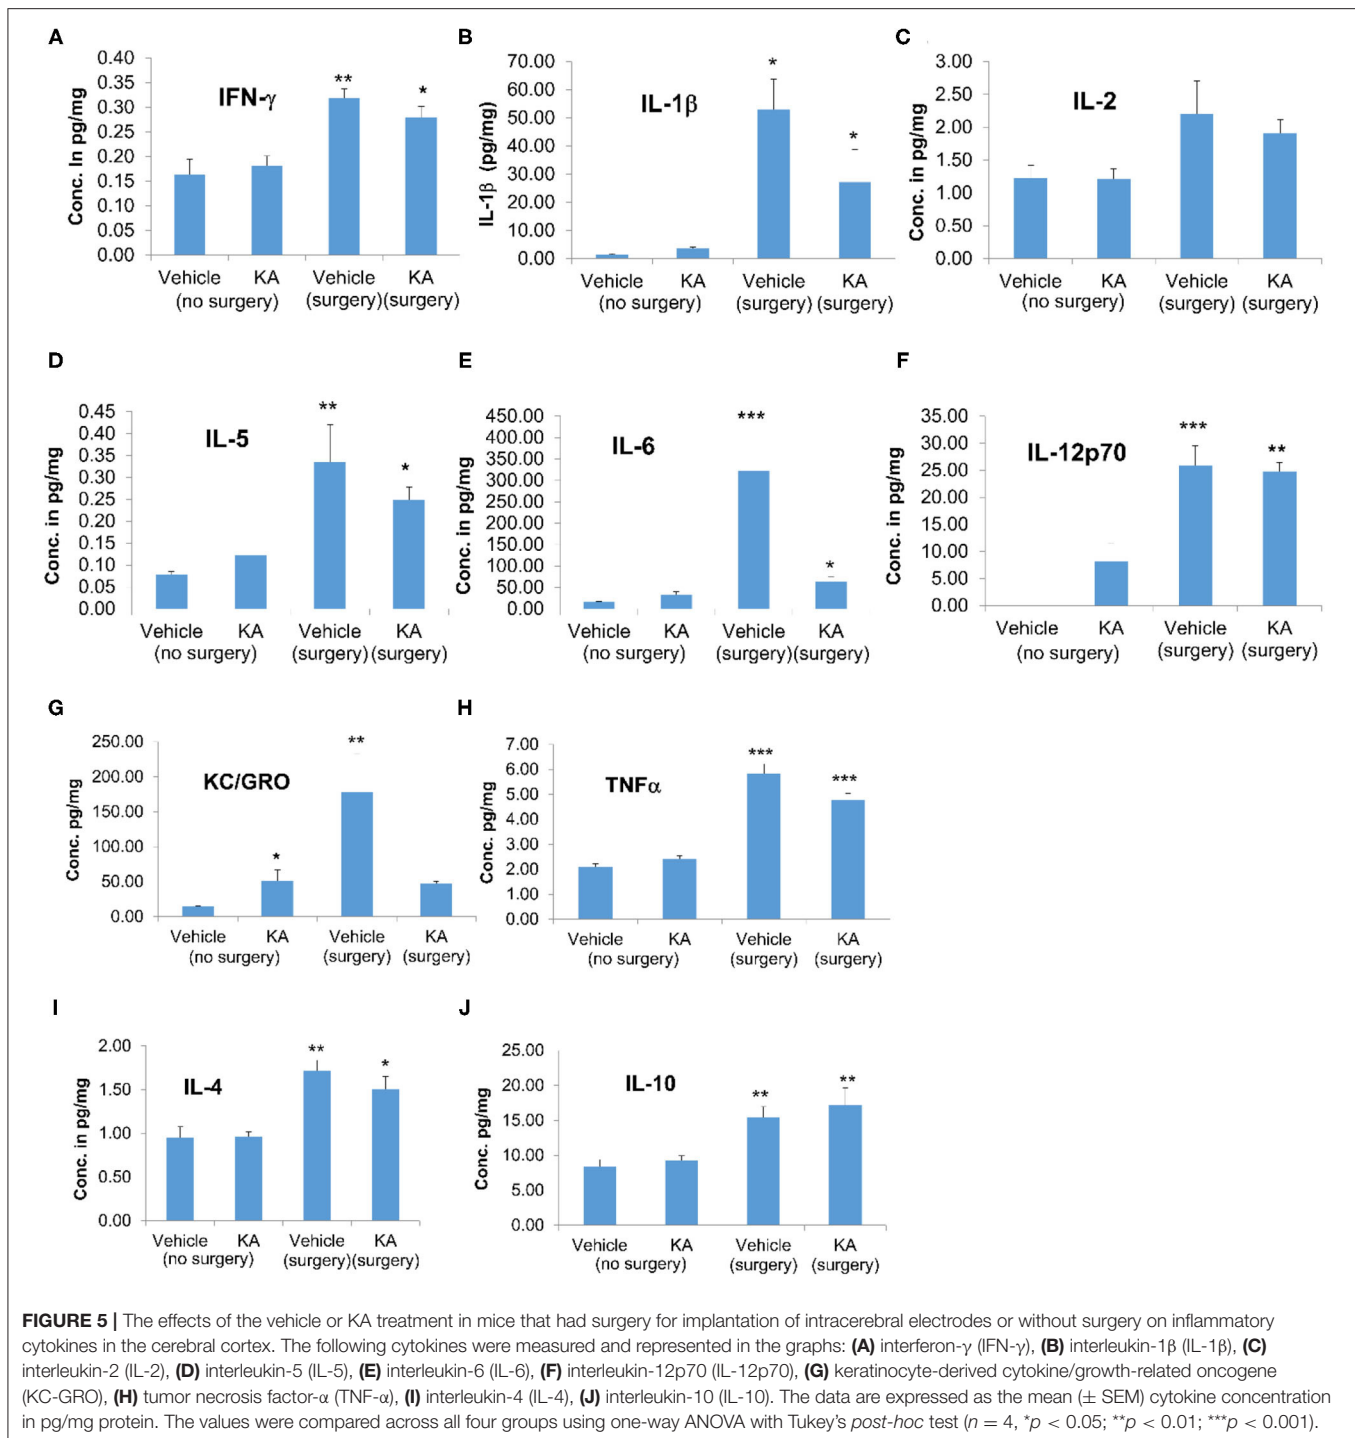 A
IFN-γ
Conc. In pg/mg
0.40
0.35
0.30
0.25
0.20
0.15
0.10
0.05
0.00
**
*
Vehicle KA Vehicle KA
(no surgery) (surgery) (surgery)
B
IL-1β
IL-1β (pg/mg)
70.00
60.00
50.00
40.00
30.00
20.00
10.00
0.00
*
*
Vehicle KA Vehicle KA
(no surgery) (surgery) (surgery)
C
IL-2
Conc. in pg/mg
3.00
2.50
2.00
1.50
1.00
0.50
0.00
Vehicle KA Vehicle KA
(no surgery) (surgery) (surgery)
D
IL-5
Conc. in pg/mg
0.45
0.40
0.35
0.30
0.25
0.20
0.15
0.10
0.05
0.00
**
*
Vehicle KA Vehicle KA
(no surgery) (surgery) (surgery)
E
IL-6
Conc. in pg/mg
450.00
400.00
350.00
300.00
250.00
200.00
150.00
100.00
50.00
0.00
***
*
Vehicle KA Vehicle KA
(no surgery) (surgery) (surgery)
F
IL-12p70
Conc. in pg/mg
35.00
30.00
25.00
20.00
15.00
10.00
5.00
0.00
***
**
Vehicle KA Vehicle KA
(no surgery) (surgery) (surgery)
G
KC/GRO
Conc. pg/mg
250.00
200.00
150.00
100.00
50.00
0.00
*
**
Vehicle KA Vehicle KA
(no surgery) (surgery) (surgery)
H
TNFα
Conc. pg/mg
7.00
6.00
5.00
4.00
3.00
2.00
1.00
0.00
***
***
Vehicle KA Vehicle KA
(no surgery) (surgery) (surgery)
I
IL-4
Conc. in pg/mg
2.00
1.50
1.00
0.50
0.00
**
*
Vehicle KA Vehicle KA
(no surgery) (surgery) (surgery)
J
IL-10
Conc. pg/mg
25.00
20.00
15.00
10.00
5.00
0.00
**
**
Vehicle KA Vehicle KA
(no surgery) (surgery) (surgery)
FIGURE 5 | The effects of the vehicle or KA treatment in mice that had surgery for implantation of intracerebral electrodes or without surgery on inflammatory
cytokines in the cerebral cortex. The following cytokines were measured and represented in the graphs: (A) interferon-γ (IFN-γ), (B) interleukin-1β (IL-1β), (C)
interleukin-2 (IL-2), (D) interleukin-5 (IL-5), (E) interleukin-6 (IL-6), (F) interleukin-12p70 (IL-12p70), (G) keratinocyte-derived cytokine/growth-related oncogene
(KC-GRO), (H) tumor necrosis factor-α (TNF-α), (I) interleukin-4 (IL-4), (J) interleukin-10 (IL-10). The data are expressed as the mean (± SEM) cytokine concentration
in pg/mg protein. The values were compared across all four groups using one-way ANOVA with Tukey's post-hoc test (n = 4, *p < 0.05; **p < 0.01; ***p < 0.001).